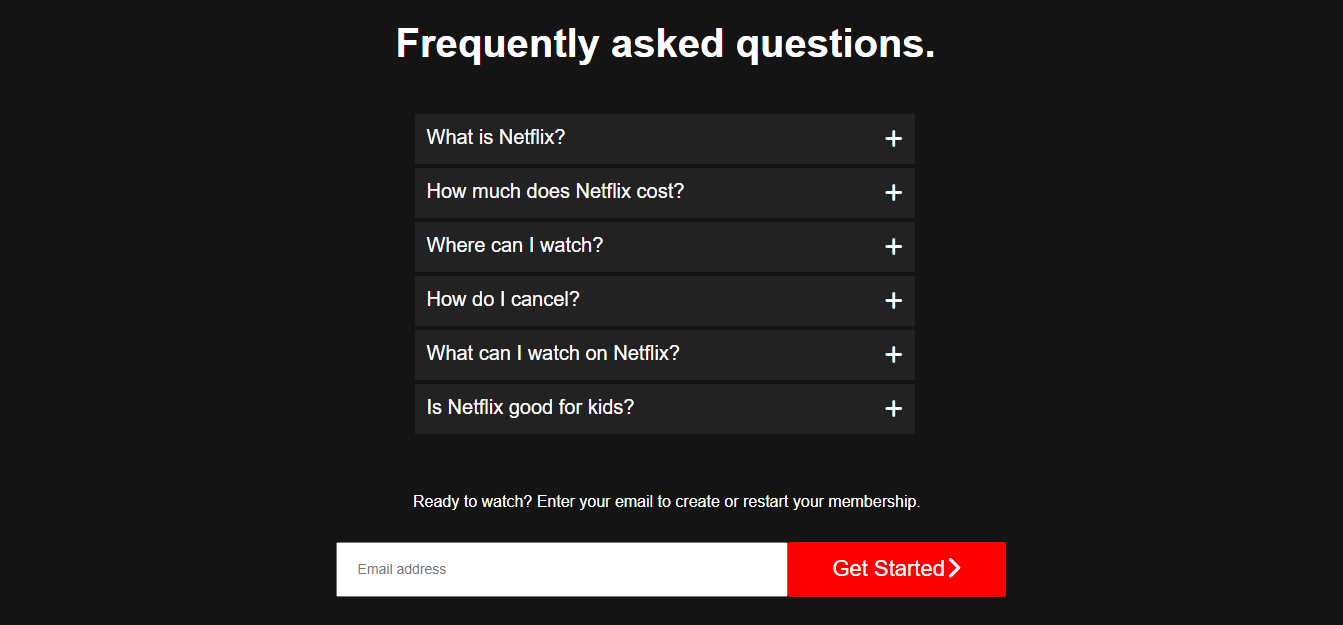 Frequently asked questions.
What is Netflix?
How much does Netflix cost?
Where can I watch?
How do I cancel?
What can I watch on Netflix?
Is Netflix good for kids?
Ready to watch? Enter your email to create or restart your membership.
Email address
Get Started